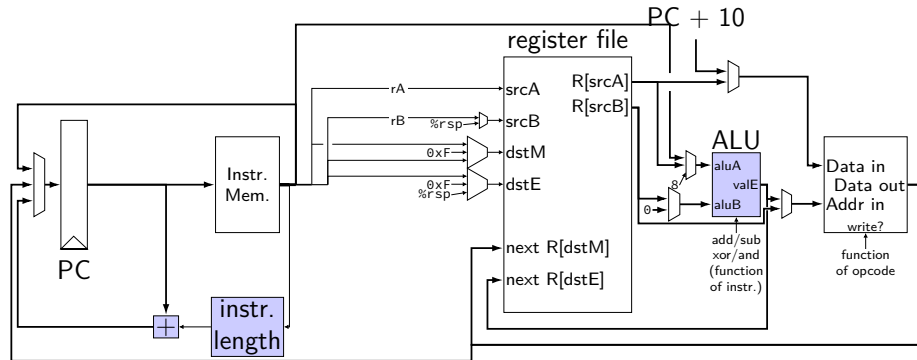 PC + 10
register file
rA
srcA
R[srcA]
R[srcB]
rB
%rsp
srcB
ALU
0xF
dstM
Instr.
Mem.
0xF
%rsp
dstE
8
0
aluA
valE
aluB
Data in
Data out
Addr in
write?
PC
next R[dstM]
add/sub
xor/and
(function
of instr.)
function
of opcode
next R[dstE]
instr.
length
+